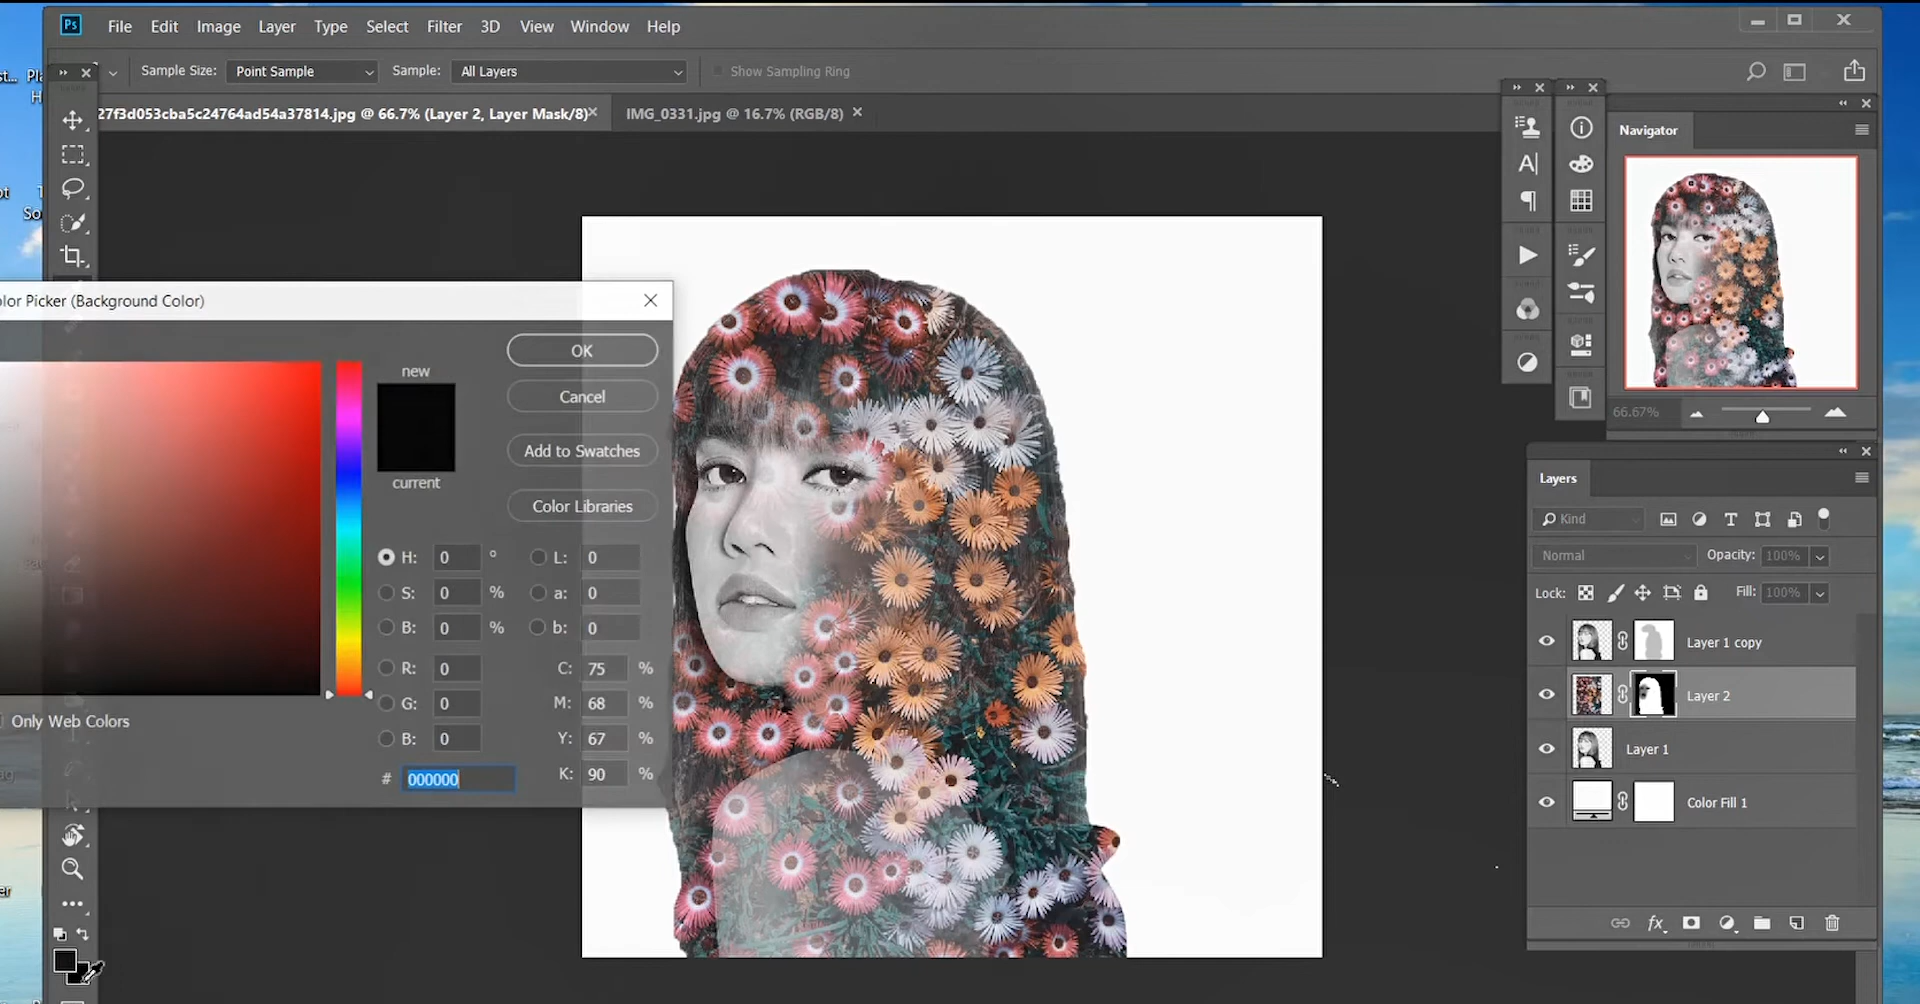 Ps File Edit Image Layer Type Select Filter 3D View Window Help
Sample Size: Point Sample Sample: All Layers Show Sampling Ring
27f3d053cba5c24764ad54a37814.jpg @ 66.7% (Layer 2, Layer Mask/8) IMG_0331.jpg @ 16.7% (RGB/8)
Navigator
66.67%
lor Picker (Background Color)
new
current
OK
Cancel
Add to Swatches
Color Libraries
H: 0 °
S: 0 %
B: 0 %
R: 0
G: 0
B: 0
# 000000
L: 0
a: 0
b: 0
C: 75 %
M: 68 %
Y: 67 %
K: 90 %
Only Web Colors
Layers
Kind
Normal Opacity: 100%
Lock: Fill: 100%
Layer 1 copy
Layer 2
Layer 1
Color Fill 1
fx